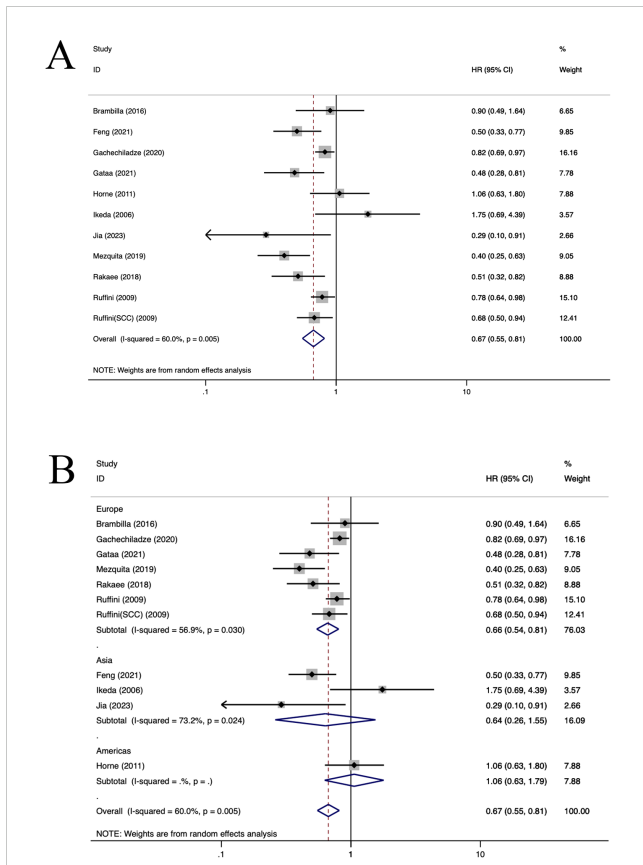 A
Study %
ID HR (95% CI) Weight
Brambilla (2016) 0.90 (0.49, 1.64) 6.65
Feng (2021) 0.50 (0.33, 0.77) 9.85
Gachechiladze (2020) 0.82 (0.69, 0.97) 16.16
Gataa (2021) 0.48 (0.28, 0.81) 7.78
Horne (2011) 1.06 (0.63, 1.80) 7.88
Ikeda (2006) 1.75 (0.69, 4.39) 3.57
Jia (2023) 0.29 (0.10, 0.91) 2.66
Mezquita (2019) 0.40 (0.25, 0.63) 9.05
Rakaee (2018) 0.51 (0.32, 0.82) 8.88
Ruffini (2009) 0.78 (0.64, 0.98) 15.10
Ruffini(SCC) (2009) 0.68 (0.50, 0.94) 12.41
Overall (I-squared = 60.0%, p = 0.005) 0.67 (0.55, 0.81) 100.00
NOTE: Weights are from random effects analysis
.1 1 10
B
Study %
ID HR (95% CI) Weight
Europe
Brambilla (2016) 0.90 (0.49, 1.64) 6.65
Gachechiladze (2020) 0.82 (0.69, 0.97) 16.16
Gataa (2021) 0.48 (0.28, 0.81) 7.78
Mezquita (2019) 0.40 (0.25, 0.63) 9.05
Rakaee (2018) 0.51 (0.32, 0.82) 8.88
Ruffini (2009) 0.78 (0.64, 0.98) 15.10
Ruffini(SCC) (2009) 0.68 (0.50, 0.94) 12.41
Subtotal (I-squared = 56.9%, p = 0.030) 0.66 (0.54, 0.81) 76.03
.
Asia
Feng (2021) 0.50 (0.33, 0.77) 9.85
Ikeda (2006) 1.75 (0.69, 4.39) 3.57
Jia (2023) 0.29 (0.10, 0.91) 2.66
Subtotal (I-squared = 73.2%, p = 0.024) 0.64 (0.26, 1.55) 16.09
.
Americas
Horne (2011) 1.06 (0.63, 1.80) 7.88
Subtotal (I-squared = .%, p = .) 1.06 (0.63, 1.79) 7.88
.
Overall (I-squared = 60.0%, p = 0.005) 0.67 (0.55, 0.81) 100.00
NOTE: Weights are from random effects analysis
.1 1 10